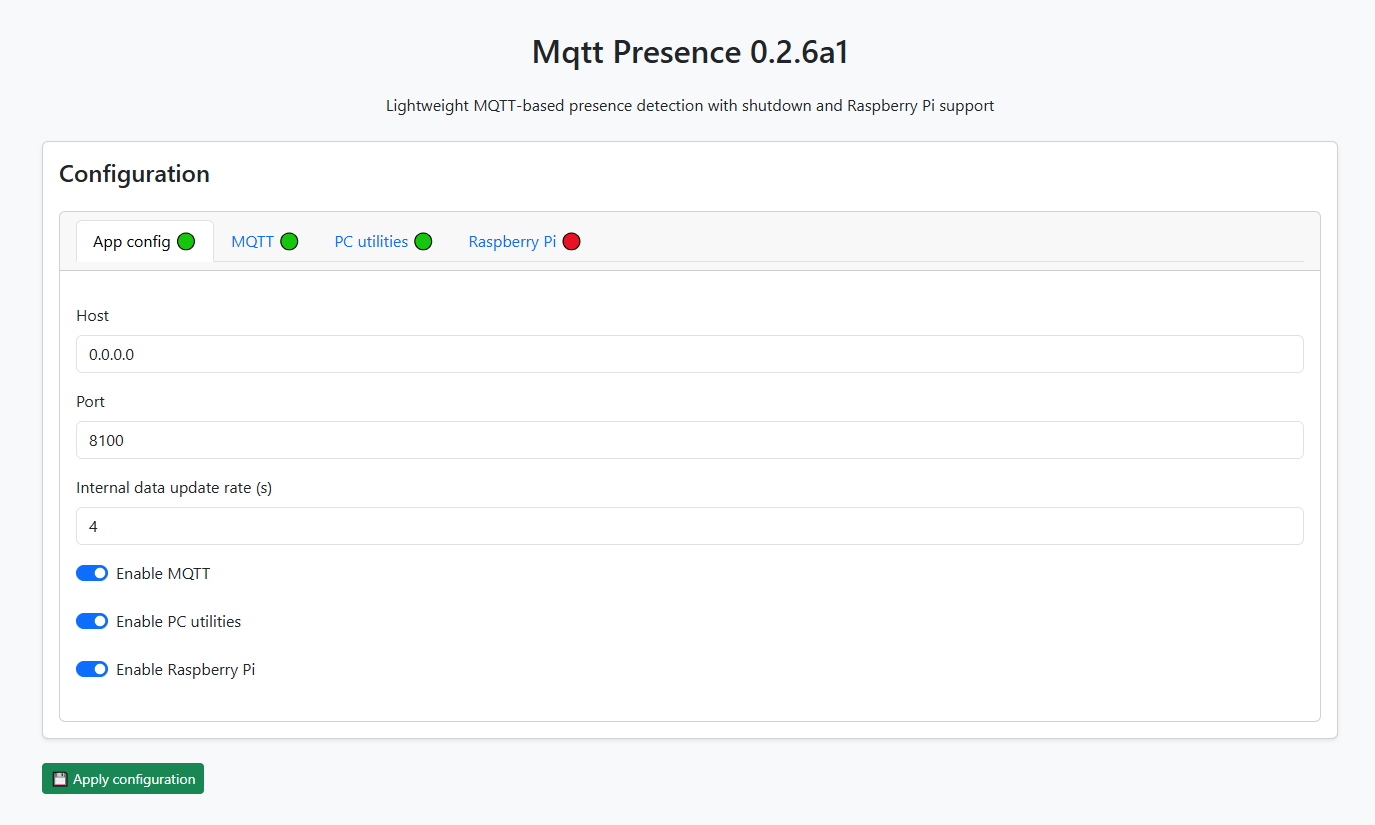 Mqtt Presence 0.2.6a1
Lightweight MQTT-based presence detection with shutdown and Raspberry Pi support
Configuration
App config
MQTT
PC utilities
Raspberry Pi
Host
0.0.0.0
Port
8100
Internal data update rate (s)
4
Enable MQTT
Enable PC utilities
Enable Raspberry Pi
Apply configuration